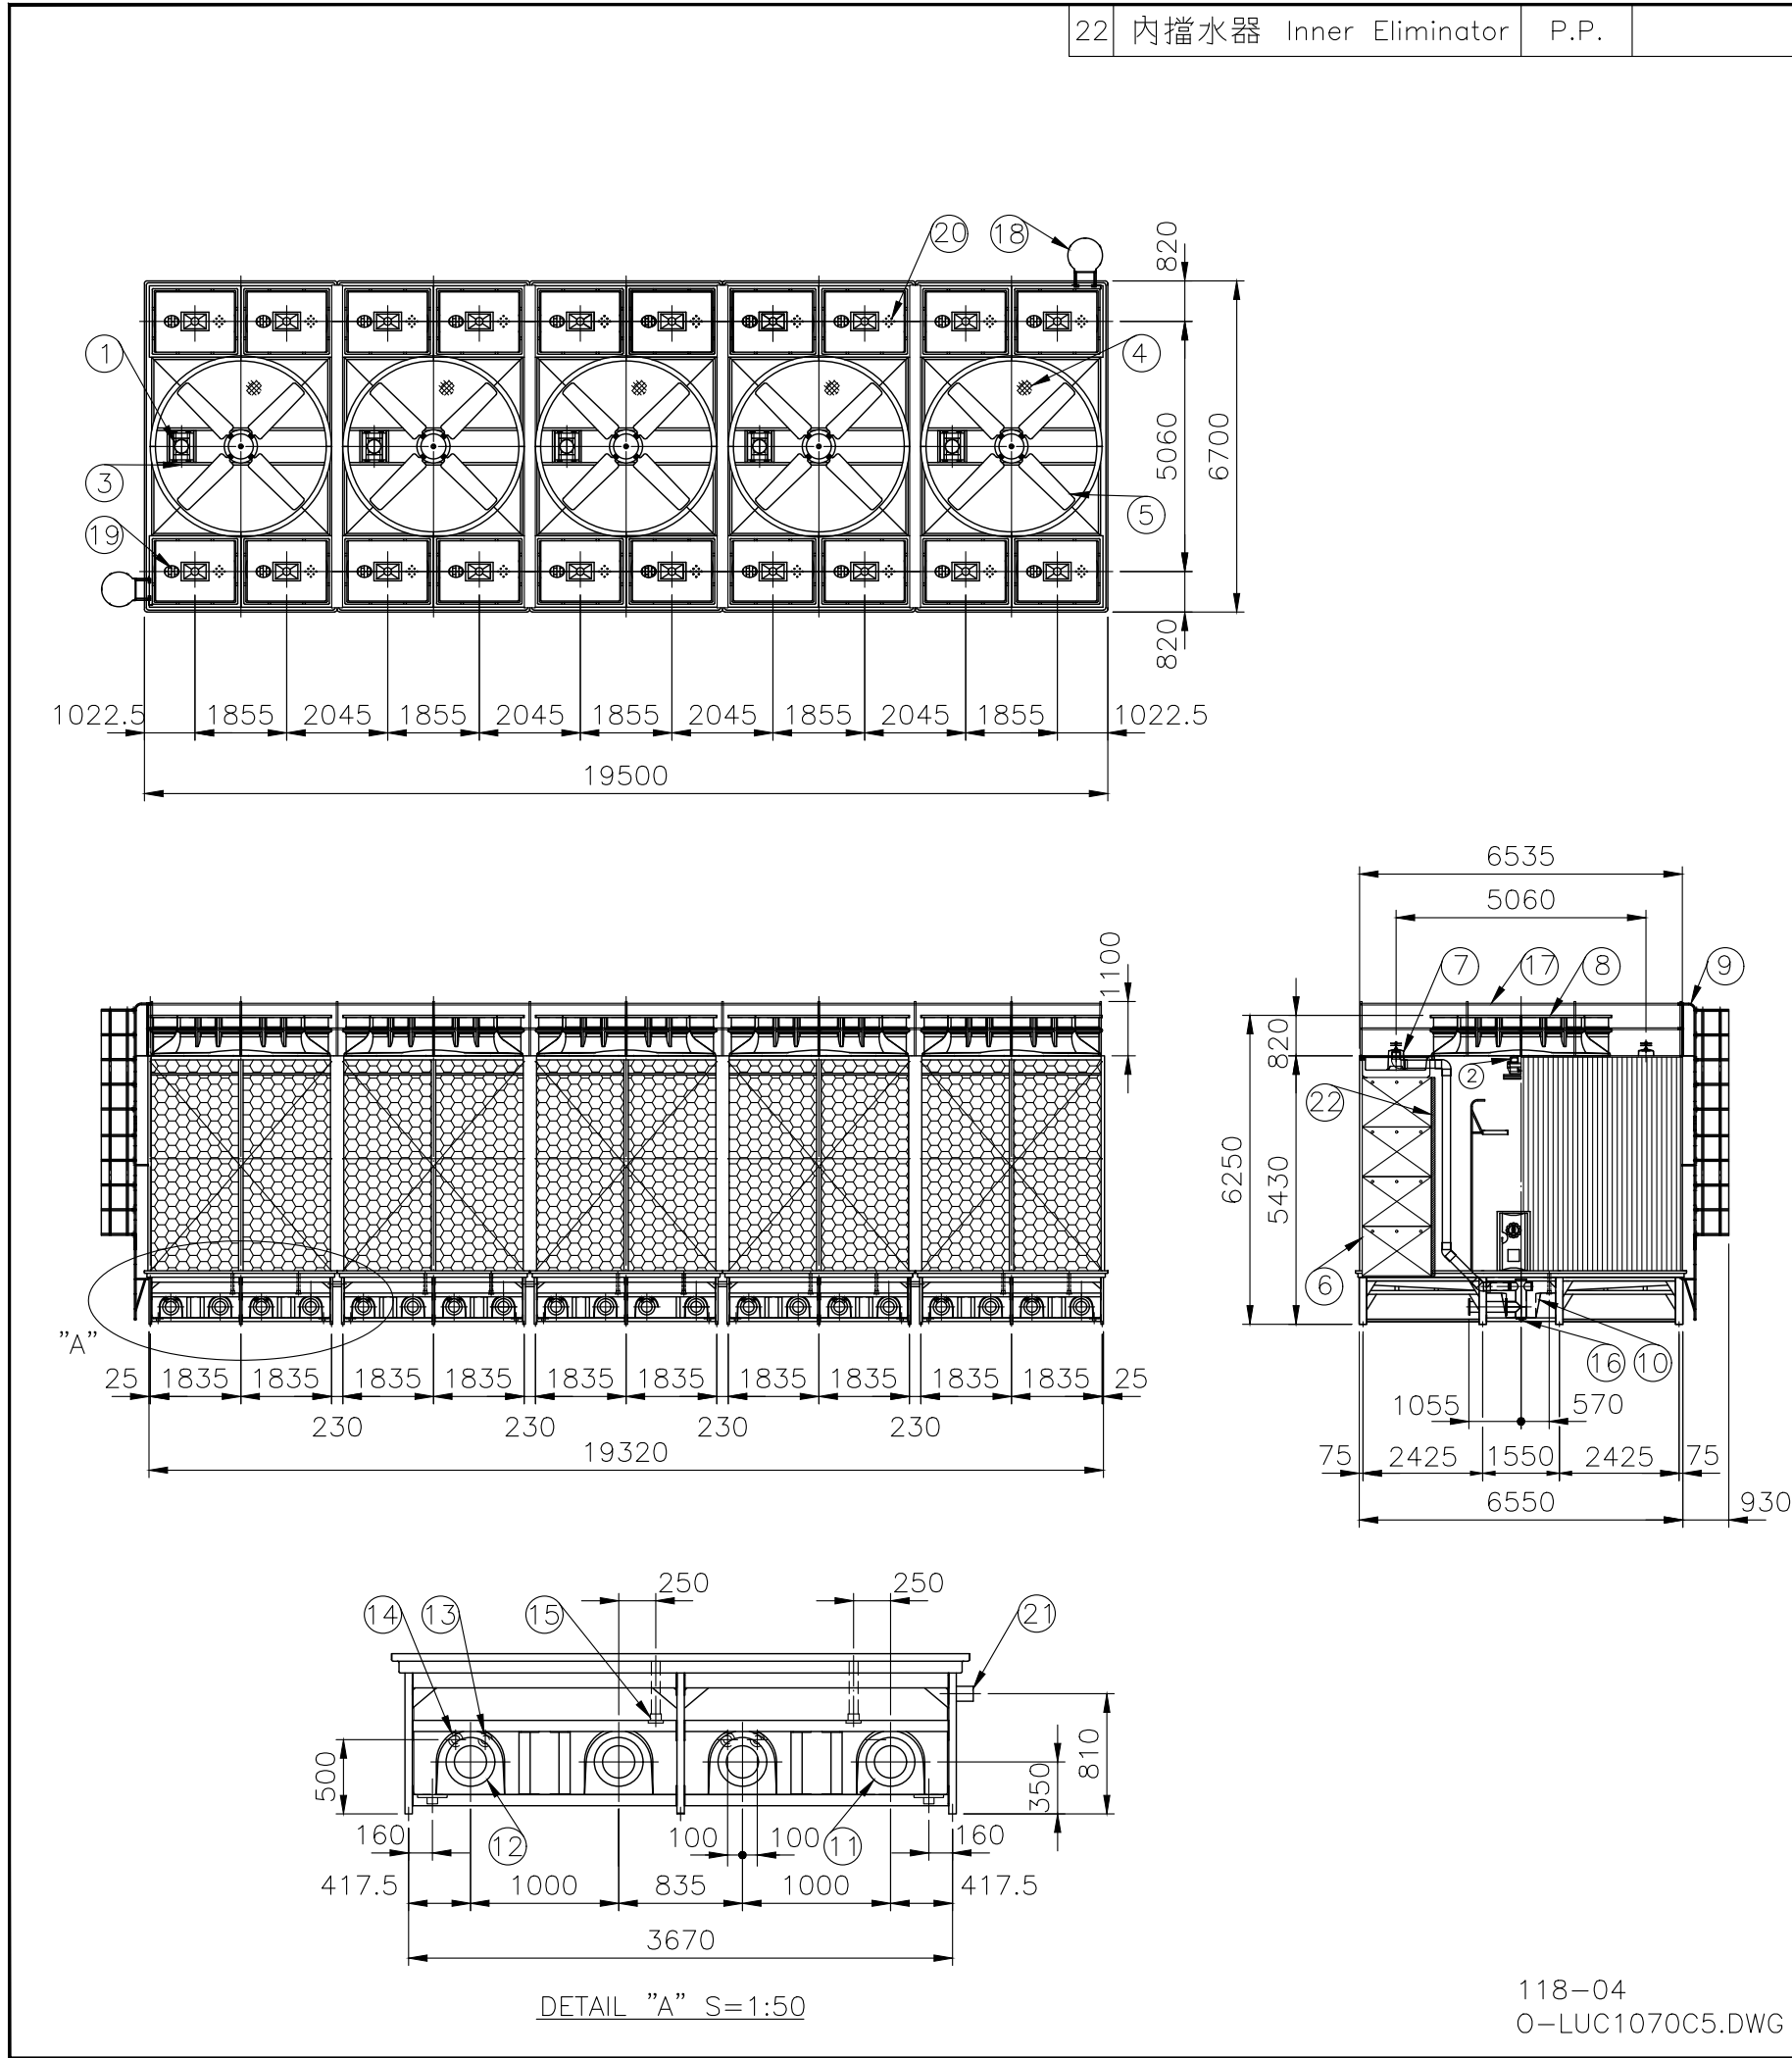 22 內擋水器 Inner Eliminator P.P.
20 18
820
1
4
5060
6700
3
5
19
820
1022.5 1855 2045 1855 2045 1855 2045 1855 2045 1855 1022.5
19500
6535
5060
1100
7 17 8 9
820
2
22
6250
5430
6
"A"
16 10
25 1835 1835 1835 1835 1835 1835 1835 1835 1835 1835 25
230 230 230 230
19320
1055 570
75 2425 1550 2425 75
6550 930
250 250
14 13 15 21
500
810
350
160 12 100 100 11 160
417.5 1000 835 1000 417.5
3670
DETAIL "A" S=1:50
118-04
O-LUC1070C5.DWG